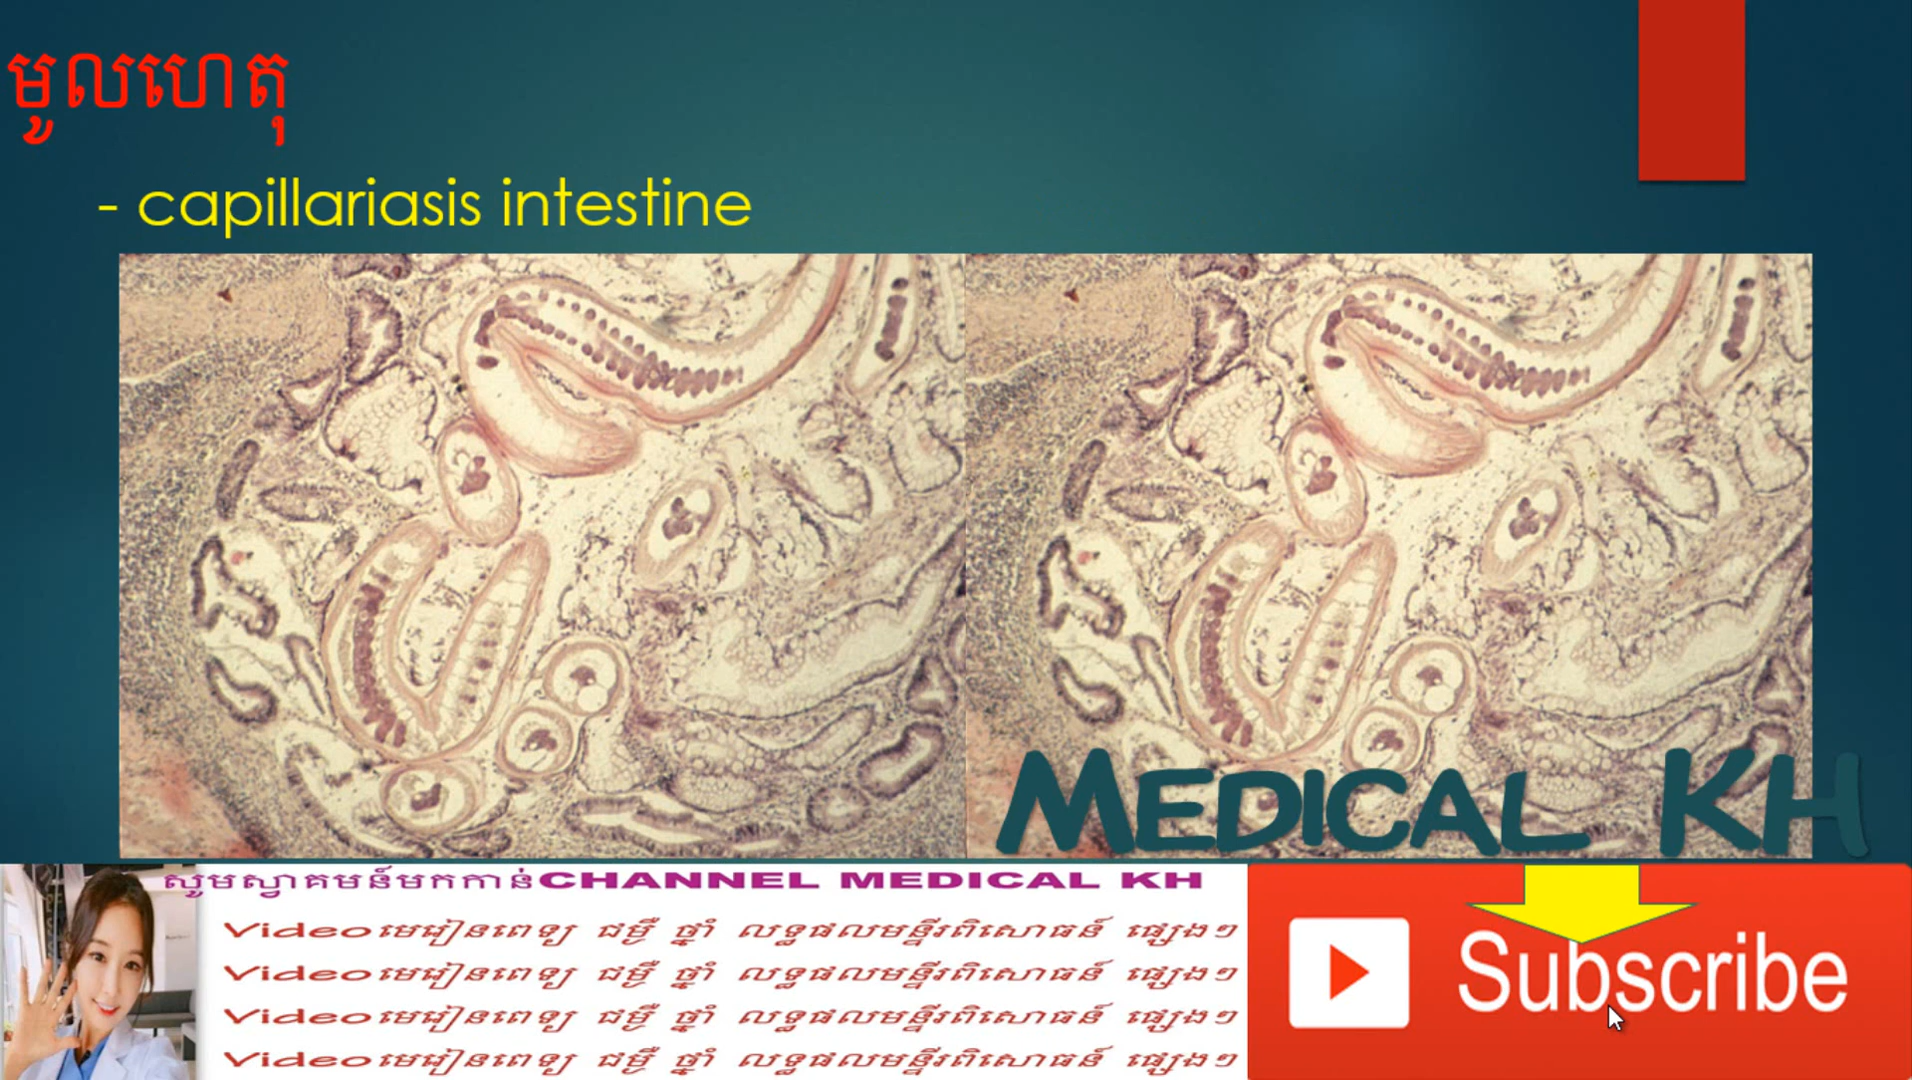 មូលហេតុ
- capillariasis intestine
MEDICAL KH
សូមស្វាគមន៍មកកាន់CHANNEL MEDICAL KH
Videoមេរៀនពេទ្យ ជម្ងឺ ថ្នាំ លទ្ធផលមន្ទីរពិសោធន៍ ផ្សេងៗ
Videoមេរៀនពេទ្យ ជម្ងឺ ថ្នាំ លទ្ធផលមន្ទីរពិសោធន៍ ផ្សេងៗ
Videoមេរៀនពេទ្យ ជម្ងឺ ថ្នាំ លទ្ធផលមន្ទីរពិសោធន៍ ផ្សេងៗ
Videoមេរៀនពេទ្យ ជម្ងឺ ថ្នាំ លទ្ធផលមន្ទីរពិសោធន៍ ផ្សេងៗ
Subscribe